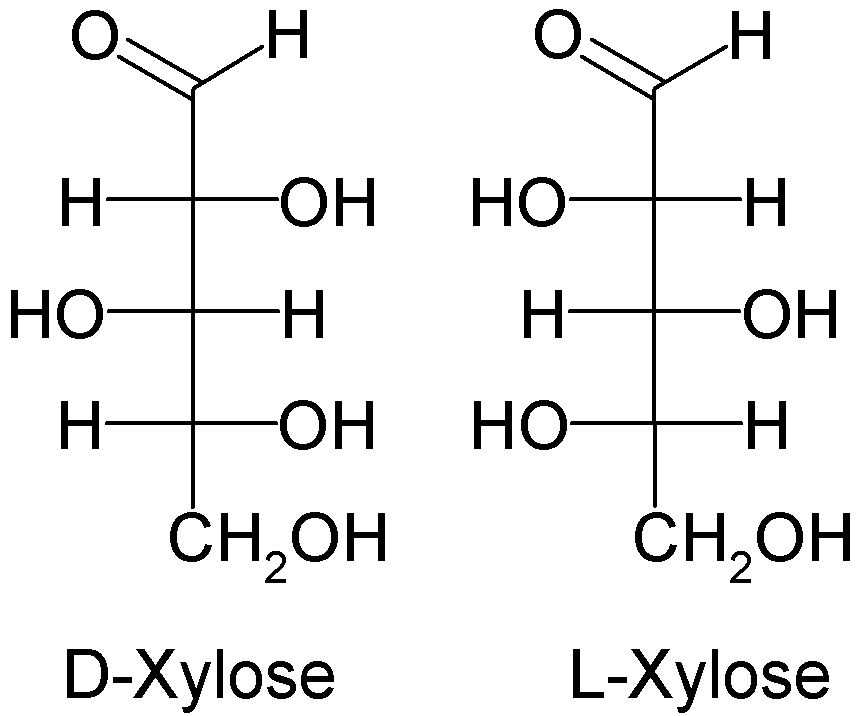 O H O H
H OH HO H
HO H H OH
H OH HO H
CH₂OH CH₂OH
D-Xylose L-Xylose